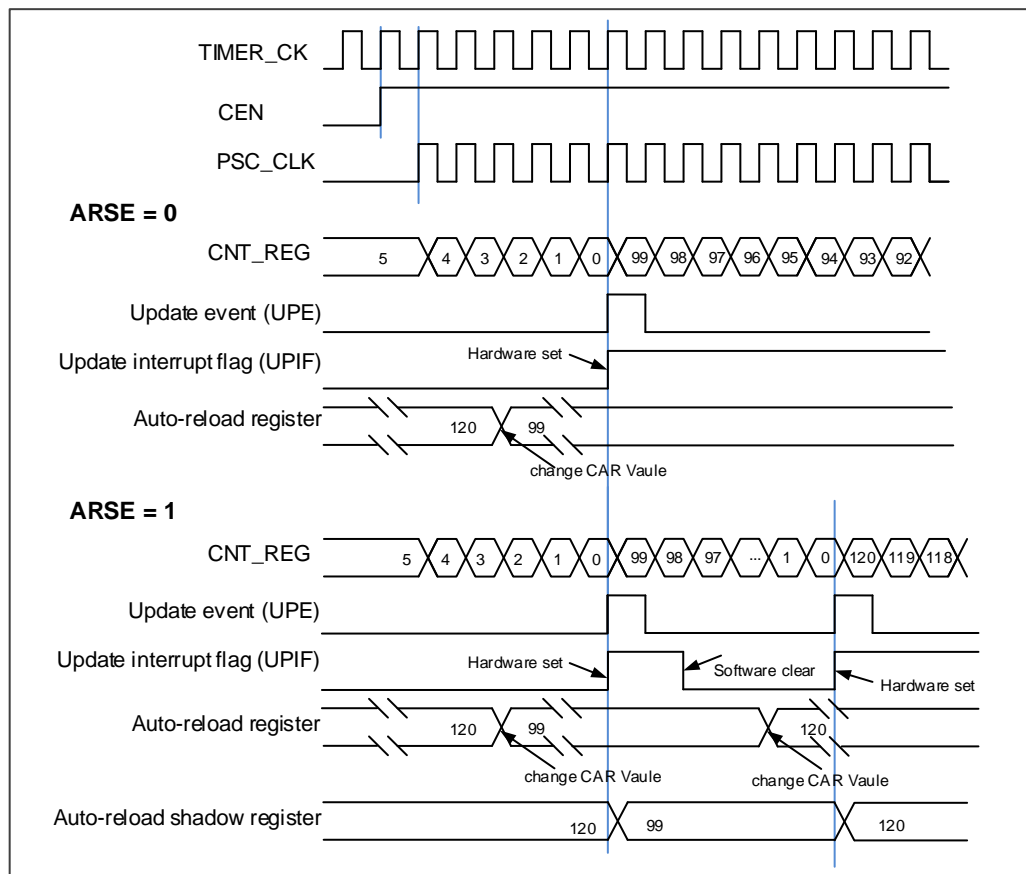 TIMER_CK
CEN
PSC_CLK
ARSE = 0
CNT_REG 5 4 3 2 1 0 99 98 97 96 95 94 93 92
Update event (UPE)
Update interrupt flag (UPIF) Hardware set
Auto-reload register 120 99
change CAR Vaule
ARSE = 1
CNT_REG 5 4 3 2 1 0 99 98 97 ... 1 0 120 119 118
Update event (UPE)
Update interrupt flag (UPIF) Hardware set Software clear Hardware set
Auto-reload register 120 99 120
change CAR Vaule change CAR Vaule
Auto-reload shadow register 120 99 120